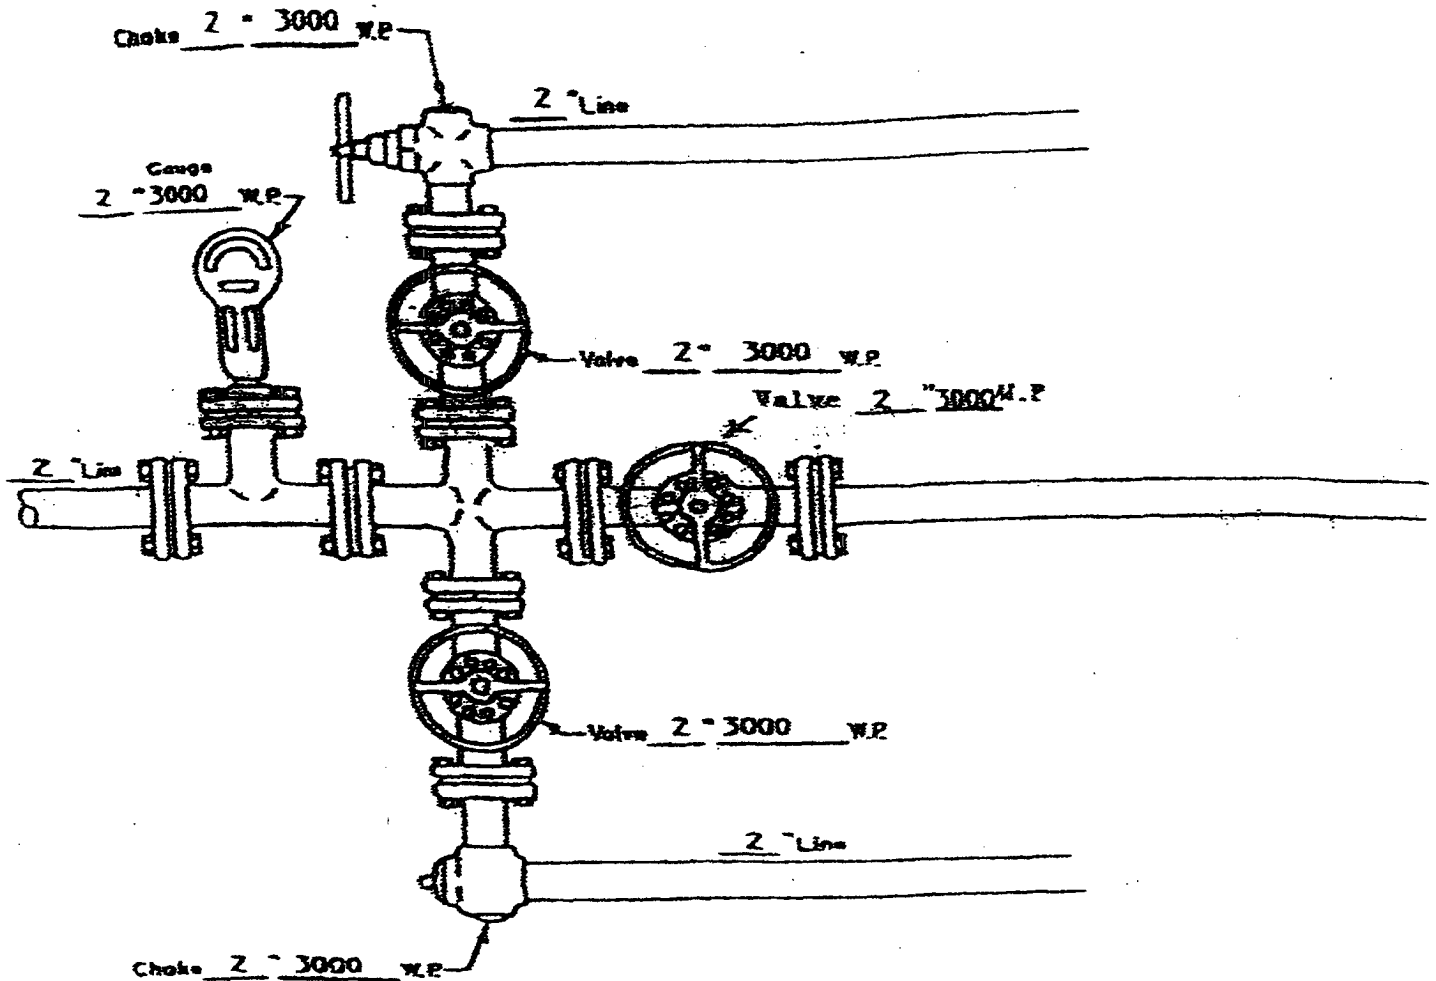 Choke 2 " 3000 W.P.
2 " Line
Gauge
2 " 3000 W.P.
Valve 2 " 3000 W.P.
Valve 2 " 3000 W.P
2 " Line
Valve 2 " 3000 W.P.
2 " Line
Choke 2 " 3000 W.P.